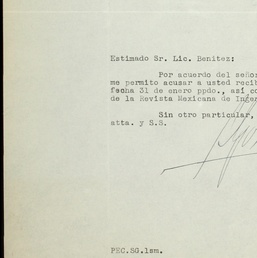 Estimado Sr. Lic. Benitez:
Por acuerdo del señor
me permito acusar a usted recib
fecha 31 de enero ppdo., así co
de la Revista Mexicana de Inge
Sin otro particular,
atta. y S.S.
PEC.SG.lsm.